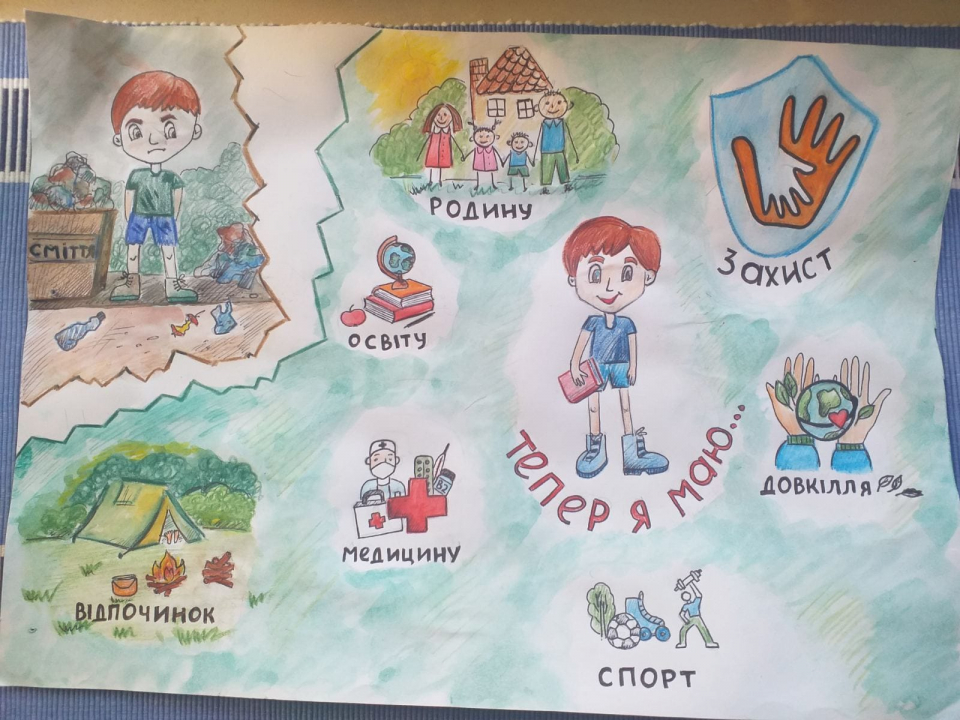 СМІТТЯ
РОДИНУ
ЗАХИСТ
ОСВІТУ
ТЕПЕР Я МАЮ...
ДОВКІЛЛЯ
МЕДИЦИНУ
ВІДПОЧИНОК
СПОРТ